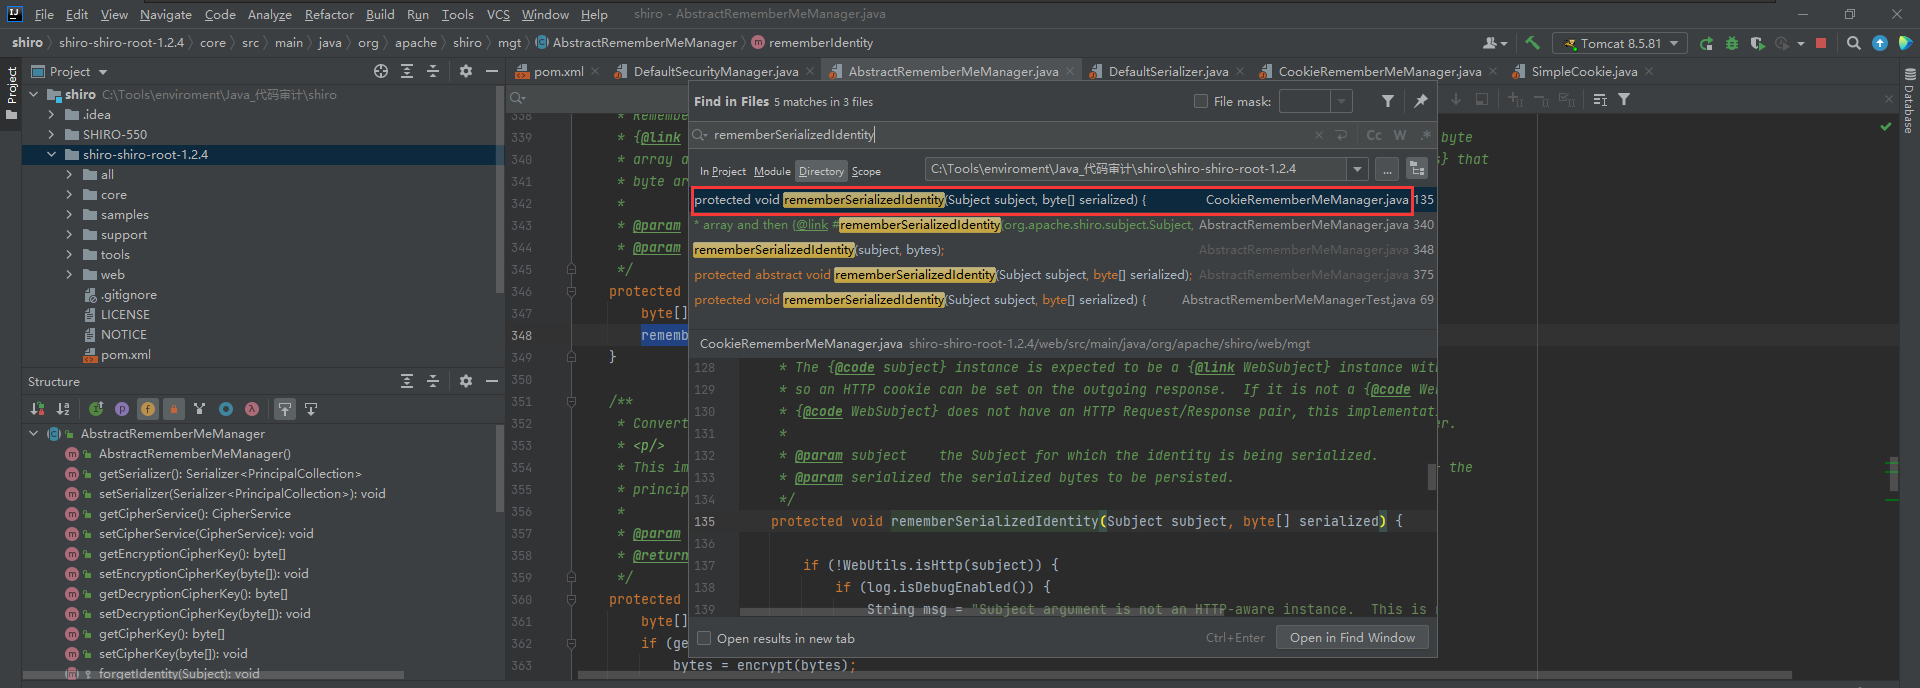 File Edit View Navigate Code Analyze Refactor Build Run Tools VCS Window Help shiro - AbstractRememberMeManager.java
shiro shiro-shiro-root-1.2.4 core src main java org apache shiro mgt AbstractRememberMeManager rememberIdentity Tomcat 8.5.81
Project
Project
pom.xml DefaultSecurityManager.java AbstractRememberMeManager.java DefaultSerializer.java CookieRememberMeManager.java SimpleCookie.java
shiro C:\Tools\enviroment\Java_代码审计\shiro
.idea
SHIRO-550
shiro-shiro-root-1.2.4
all
core
samples
support
tools
web
.gitignore
LICENSE
NOTICE
pom.xml
Structure
AbstractRememberMeManager
AbstractRememberMeManager()
getSerializer(): Serializer<PrincipalCollection>
setSerializer(Serializer<PrincipalCollection>): void
getCipherService(): CipherService
setCipherService(CipherService): void
getEncryptionCipherKey(): byte[]
setEncryptionCipherKey(byte[]): void
getDecryptionCipherKey(): byte[]
setDecryptionCipherKey(byte[]): void
getCipherKey(): byte[]
setCipherKey(byte[]): void
forgetIdentity(Subject): void
338 * Remembe
339 * {@link byte
340 * array a s} that
341 * byte ar
342 *
343 * @param
344 * @param
345 */
346 protected
347 byte[]
348 rememb
349 }
350
351 /**
352 * Convert r.
353 * <p/>
354 * This im the
355 * princip
356 *
357 * @param
358 * @return
359 */
360 protected
361 byte[]
362 if (ge
363 bytes = encrypt(bytes);
Find in Files 5 matches in 3 files File mask:
rememberSerializedIdentity Cc W .*
In Project Module Directory Scope C:\Tools\enviroment\Java_代码审计\shiro\shiro-shiro-root-1.2.4 ...
protected void rememberSerializedIdentity(Subject subject, byte[] serialized) { CookieRememberMeManager.java 135
* array and then {@link #rememberSerializedIdentity(org.apache.shiro.subject.Subject, AbstractRememberMeManager.java 340
rememberSerializedIdentity(subject, bytes); AbstractRememberMeManager.java 348
protected abstract void rememberSerializedIdentity(Subject subject, byte[] serialized); AbstractRememberMeManager.java 375
protected void rememberSerializedIdentity(Subject subject, byte[] serialized) { AbstractRememberMeManagerTest.java 69
CookieRememberMeManager.java shiro-shiro-root-1.2.4/web/src/main/java/org/apache/shiro/web/mgt
128 * The {@code subject} instance is expected to be a {@link WebSubject} instance wit
129 * so an HTTP cookie can be set on the outgoing response. If it is not a {@code We
130 * {@code WebSubject} does not have an HTTP Request/Response pair, this implementat
131 *
132 * @param subject the Subject for which the identity is being serialized.
133 * @param serialized the serialized bytes to be persisted.
134 */
135 protected void rememberSerializedIdentity(Subject subject, byte[] serialized) {
136
137 if (!WebUtils.isHttp(subject)) {
138 if (log.isDebugEnabled()) {
139 String msg = "Subject argument is not an HTTP-aware instance. This is
Open results in new tab Ctrl+Enter Open in Find Window
Database